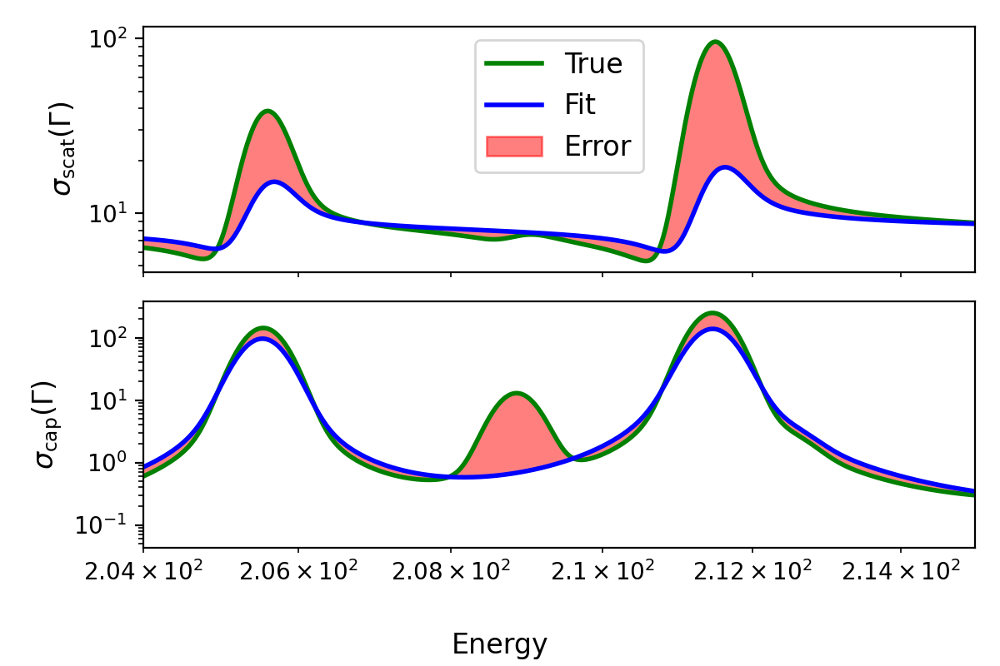 10²
10¹
σscat(Γ)
True
Fit
Error
10²
10¹
10⁰
10⁻¹
σcap(Γ)
2.04 × 10² 2.06 × 10² 2.08 × 10² 2.1 × 10² 2.12 × 10² 2.14 × 10²
Energy